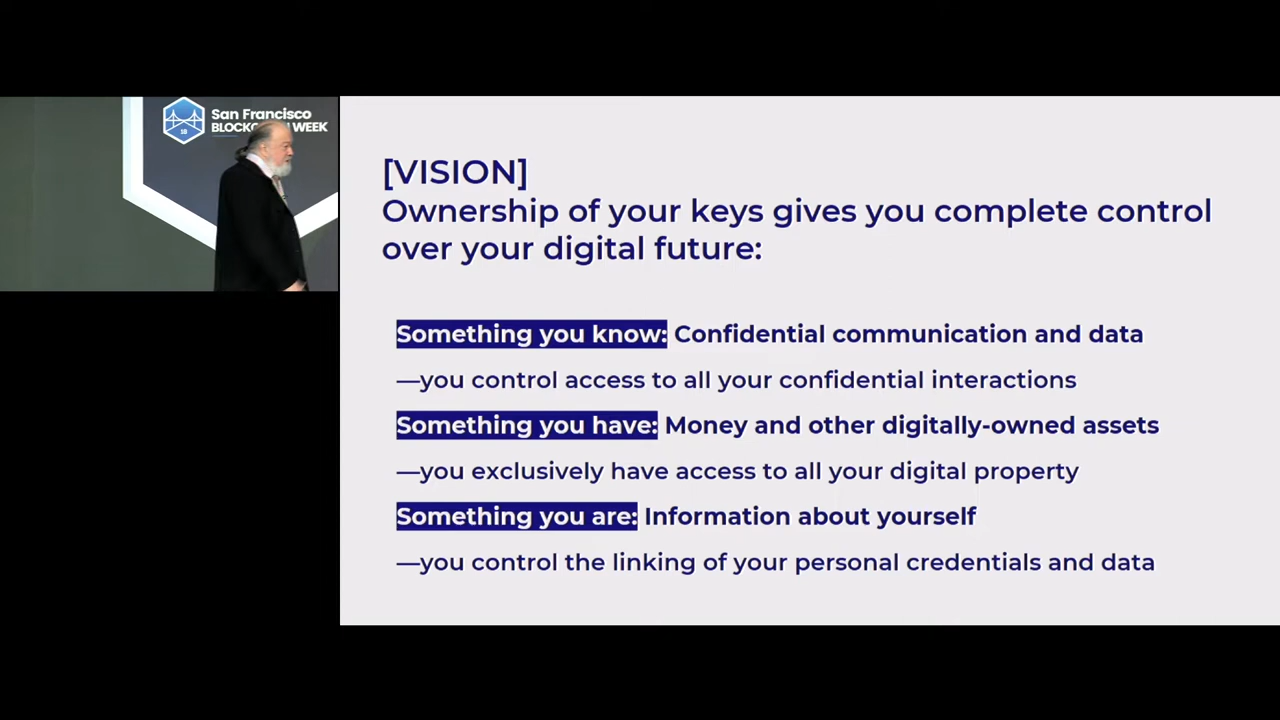 San Francisco
WEEK
18
[VISION]
Ownership of your keys gives you complete control
over your digital future:
Something you know: Confidential communication and data
—you control access to all your confidential interactions
Something you have: Money and other digitally-owned assets
—you exclusively have access to all your digital property
Something you are: Information about yourself
—you control the linking of your personal credentials and data